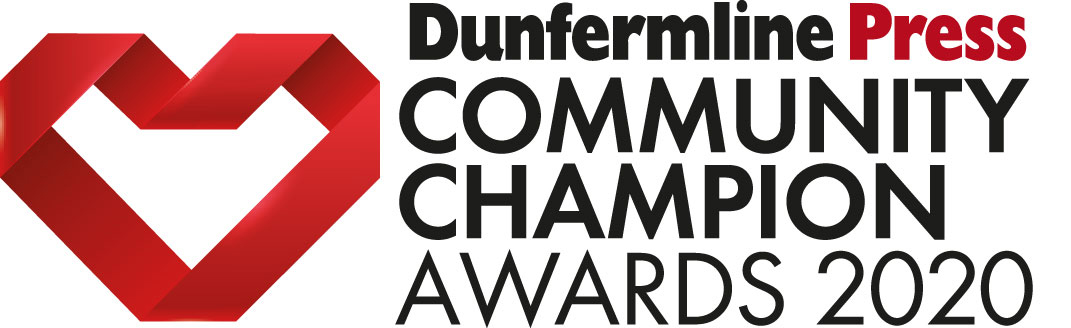 Dunfermline Press
COMMUNITY
CHAMPION
AWARDS 2020